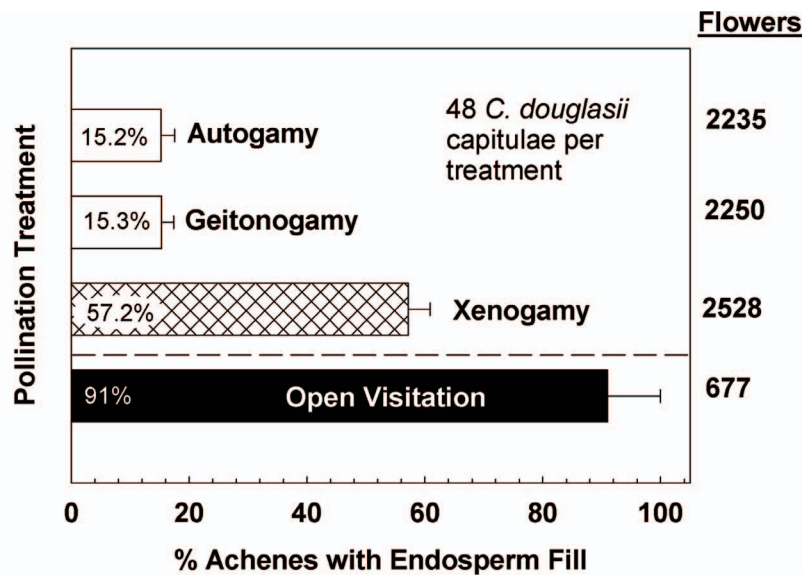 Flowers
48 C. douglasii
capitulae per
treatment
15.2% Autogamy 2235
15.3% Geitonogamy 2250
57.2% Xenogamy 2528
91% Open Visitation 677
Pollination Treatment
0 20 40 60 80 100
% Achenes with Endosperm Fill